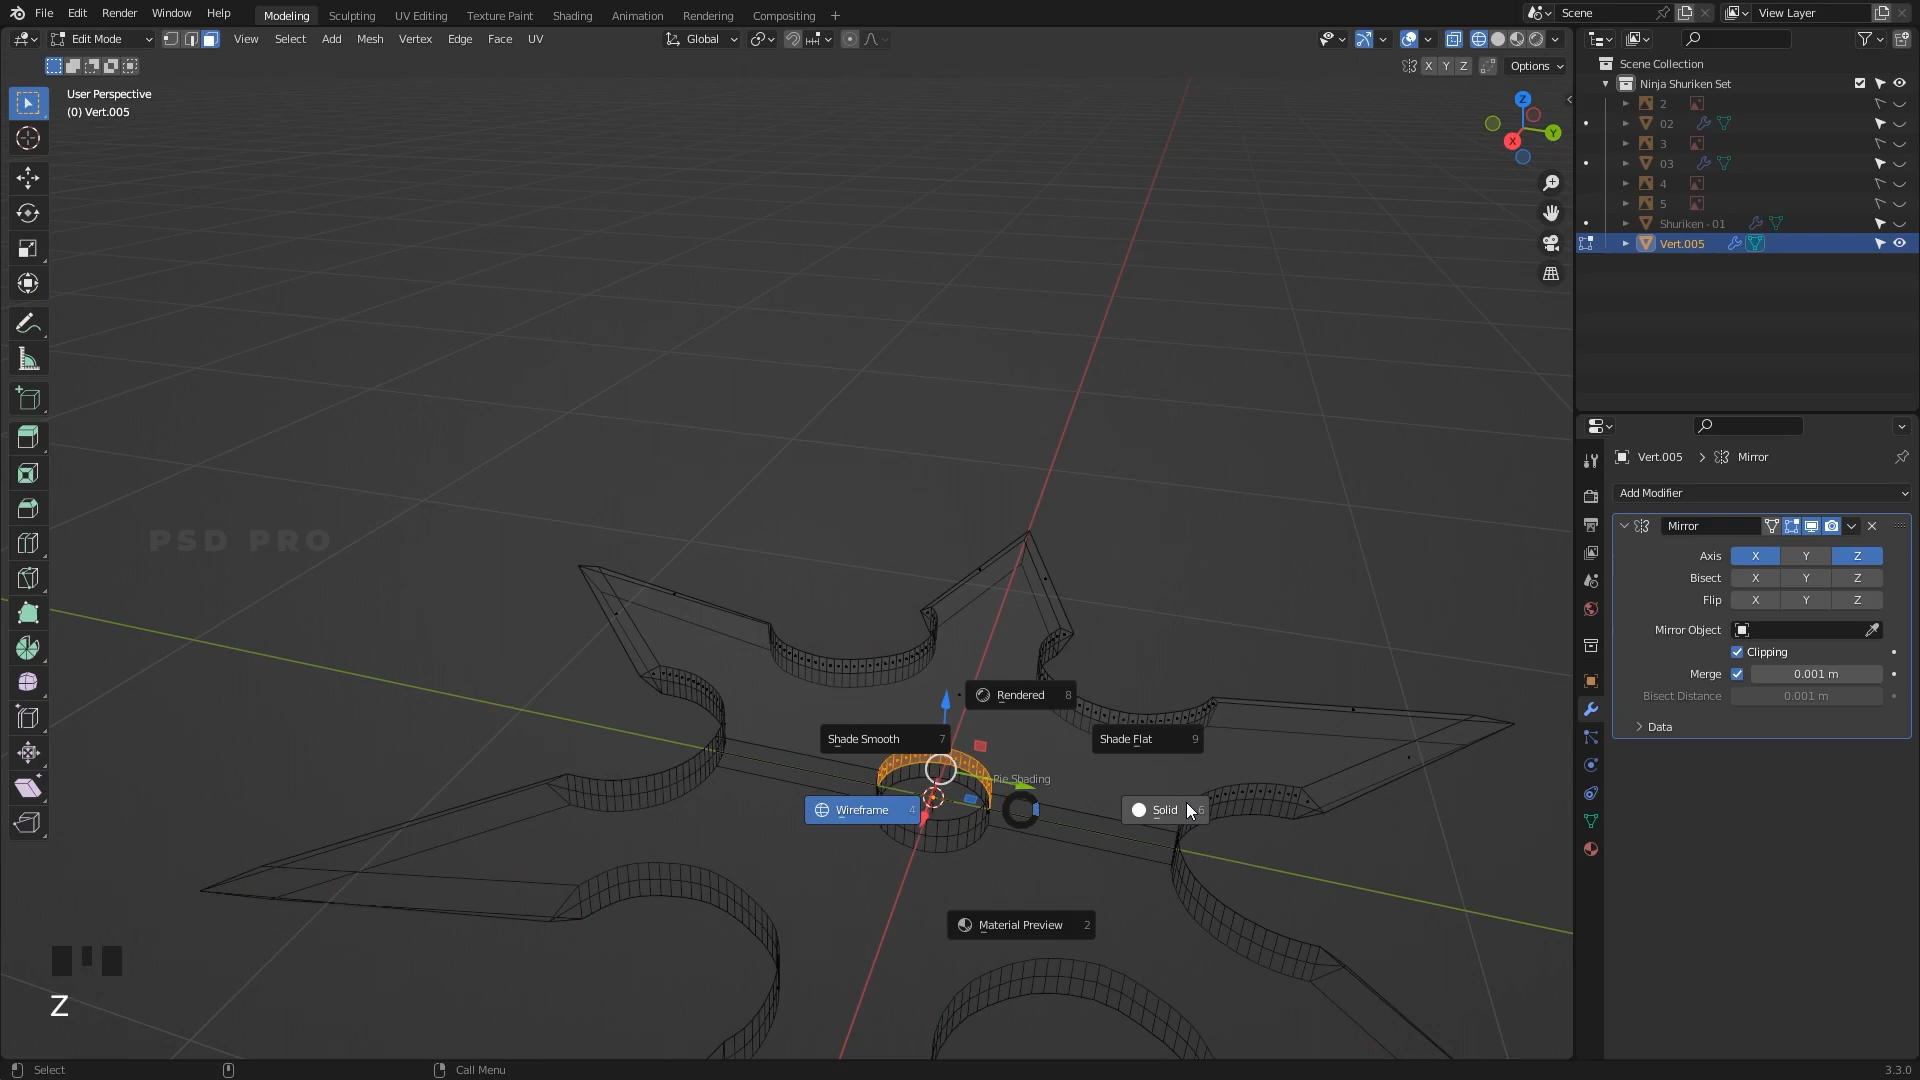 File Edit Render Window Help Modeling Sculpting UV Editing Texture Paint Shading Animation Rendering Compositing + Scene View Layer
Edit Mode View Select Add Mesh Vertex Edge Face UV Global
X Y Z Options
User Perspective
(0) Vert.005
Z
Y
X
Scene Collection
Ninja Shuriken Set
2
02
3
03
4
5
Shuriken - 01
Vert.005
Vert.005 > Mirror
Add Modifier
Mirror
Axis X Y Z
Bisect X Y Z
Flip X Y Z
Mirror Object
Clipping
Merge 0.001 m
Bisect Distance 0.001 m
Data
PSD PRO
Rendered 8
Shade Smooth 7
Shade Flat 9
Pie Shading
Wireframe 4
Solid 6
Material Preview 2
Z
Select Call Menu 3.3.0